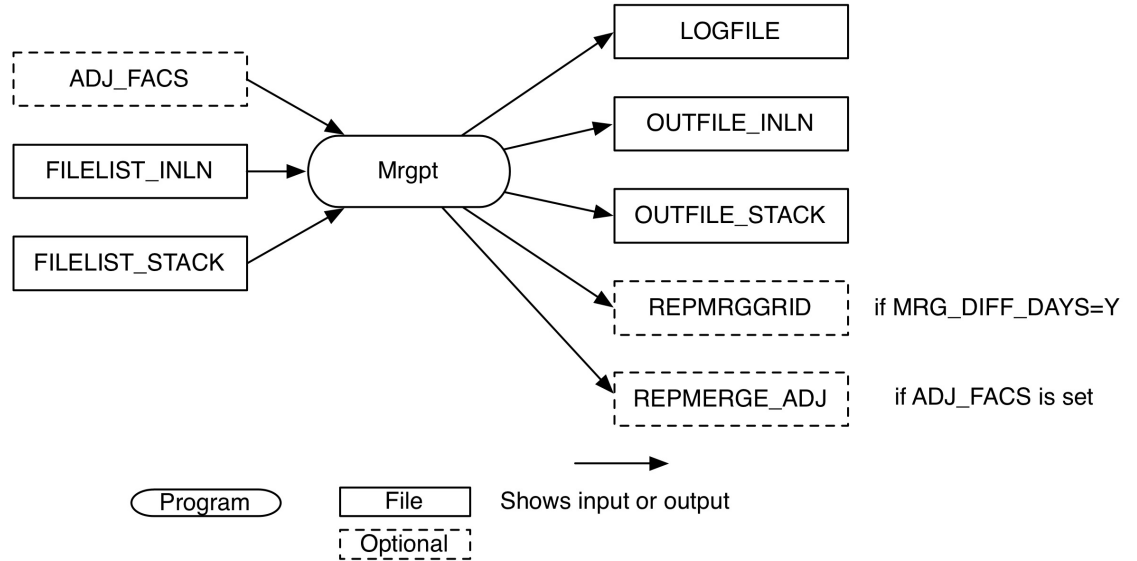 LOGFILE
ADJ_FACS
OUTFILE_INLN
FILELIST_INLN
Mrgpt
OUTFILE_STACK
FILELIST_STACK
REPMRGGRID if MRG_DIFF_DAYS=Y
REPMERGE_ADJ if ADJ_FACS is set
Program
File
Shows input or output
Optional